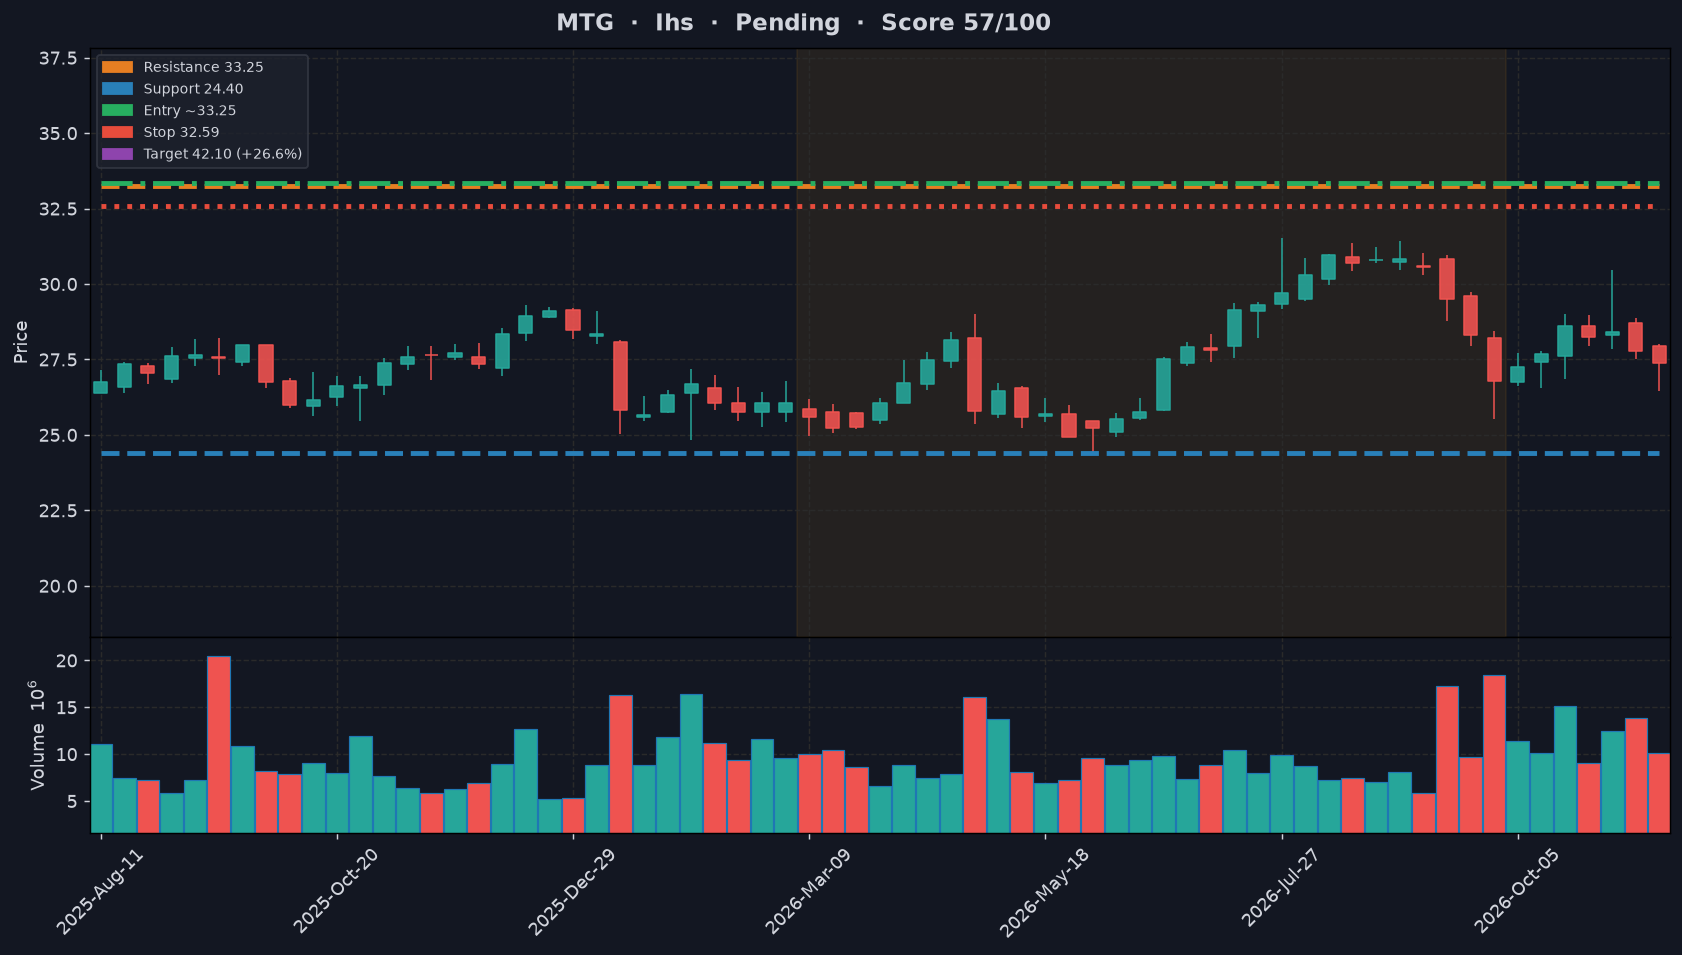 MTG · Ihs · Pending · Score 57/100
Resistance 33.25
Support 24.40
Entry ~33.25
Stop 32.59
Target 42.10 (+26.6%)
37.5
35.0
32.5
30.0
27.5
25.0
22.5
20.0
Price
20
15
10
5
Volume 10⁶
2025-Aug-11
2025-Oct-20
2025-Dec-29
2026-Mar-09
2026-May-18
2026-Jul-27
2026-Oct-05